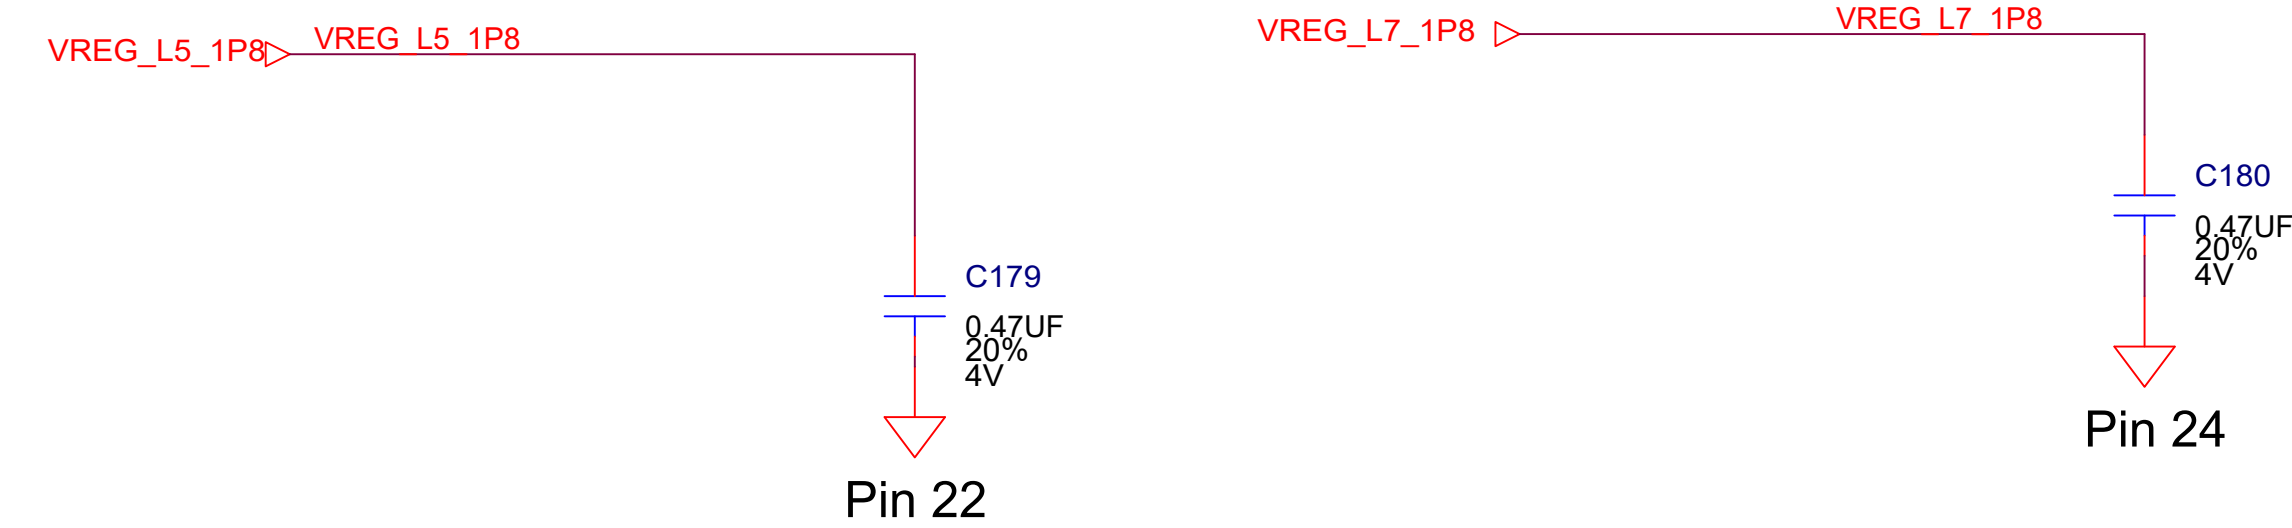 VREG_L5_1P8
VREG_L5_1P8
C179
0.47UF
20%
4V
Pin 22
VREG_L7_1P8
VREG_L7_1P8
C180
0.47UF
20%
4V
Pin 24